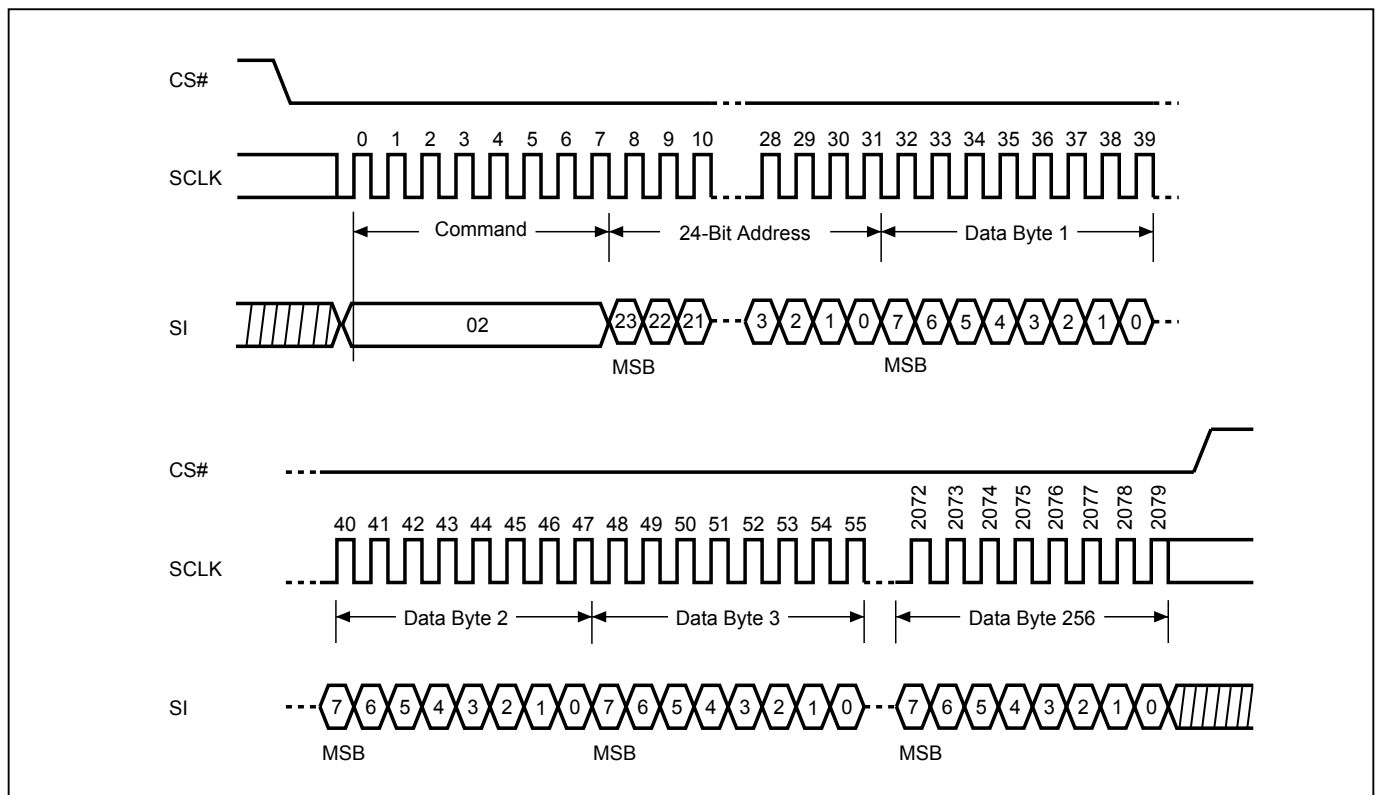 CS#
0 1 2 3 4 5 6 7 8 9 10 28 29 30 31 32 33 34 35 36 37 38 39
SCLK
Command 24-Bit Address Data Byte 1
SI 02 23 22 21 3 2 1 0 7 6 5 4 3 2 1 0
MSB MSB
CS#
2072 2073 2074 2075 2076 2077 2078 2079
40 41 42 43 44 45 46 47 48 49 50 51 52 53 54 55
SCLK
Data Byte 2 Data Byte 3 Data Byte 256
SI 7 6 5 4 3 2 1 0 7 6 5 4 3 2 1 0 7 6 5 4 3 2 1 0
MSB MSB MSB